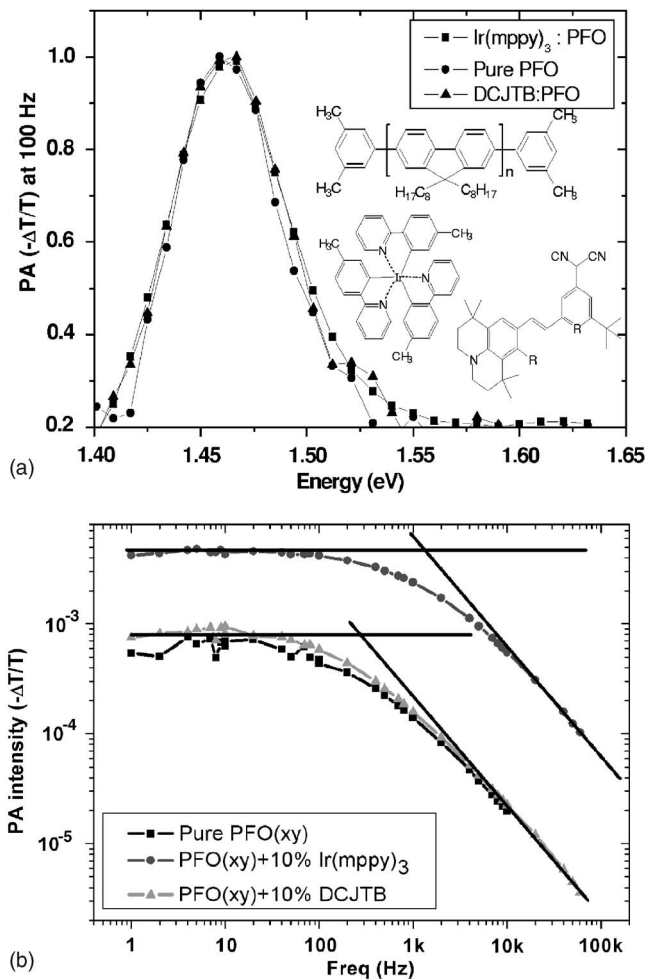 Ir(mppy)₃ : PFO
Pure PFO
DCJTB:PFO
PA (-ΔT/T) at 100 Hz
1.0
0.8
0.6
0.4
0.2
H₃C
CH₃
H₃C
CH₃
n
H₁₇C₈
C₈H₁₇
CH₃
N
CH₃
N
Ir
N
CH₃
CN
CN
R
R
N
1.40
1.45
1.50
1.55
1.60
1.65
(a)
Energy (eV)
PA intensity (-ΔT/T)
10⁻³
10⁻⁴
10⁻⁵
Pure PFO(xy)
PFO(xy)+10% Ir(mppy)₃
PFO(xy)+10% DCJTB
1
10
100
1k
10k
100k
(b)
Freq (Hz)